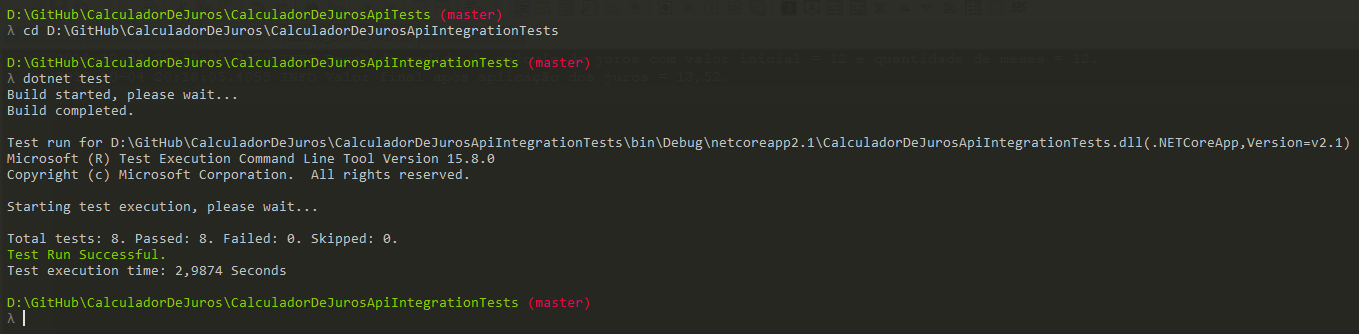 D:\GitHub\CalculadorDeJuros\CalculadorDeJurosApiTests (master)
λ cd D:\GitHub\CalculadorDeJuros\CalculadorDeJurosApiIntegrationTests
D:\GitHub\CalculadorDeJuros\CalculadorDeJurosApiIntegrationTests (master)
λ dotnet test
Build started, please wait...
Build completed.
Test run for D:\GitHub\CalculadorDeJuros\CalculadorDeJurosApiIntegrationTests\bin\Debug\netcoreapp2.1\CalculadorDeJurosApiIntegrationTests.dll(.NETCoreApp,Version=v2.1)
Microsoft (R) Test Execution Command Line Tool Version 15.8.0
Copyright (c) Microsoft Corporation.  All rights reserved.
Starting test execution, please wait...
Total tests: 8. Passed: 8. Failed: 0. Skipped: 0.
Test Run Successful.
Test execution time: 2,9874 Seconds
D:\GitHub\CalculadorDeJuros\CalculadorDeJurosApiIntegrationTests (master)
λ